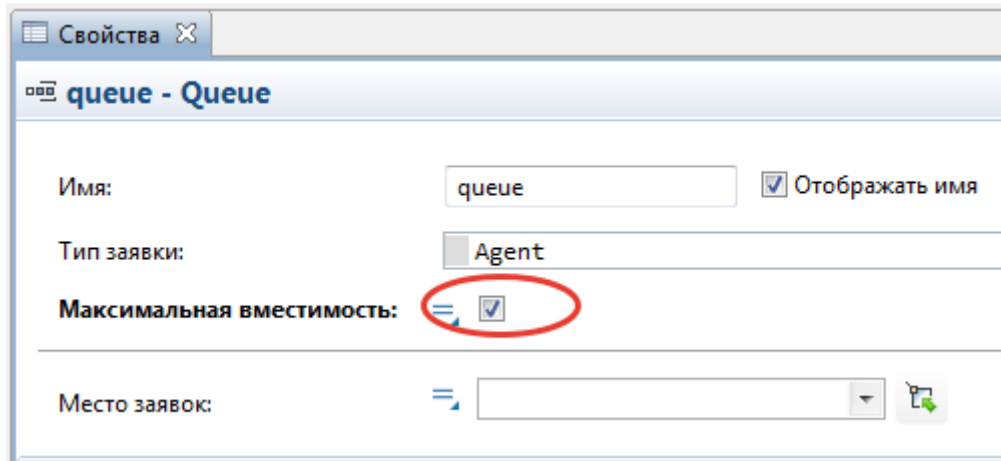 Свойства
queue - Queue
Имя: queue Отображать имя
Тип заявки: Agent
Максимальная вместимость:
Место заявок: